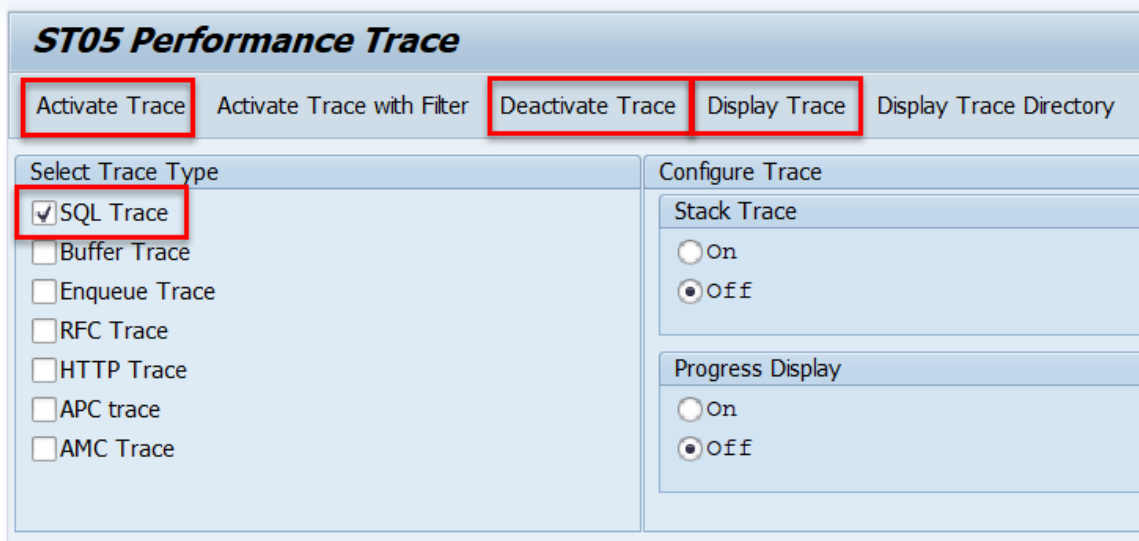 ST05 Performance Trace
Activate Trace Activate Trace with Filter Deactivate Trace Display Trace Display Trace Directory
Select Trace Type
SQL Trace
Buffer Trace
Enqueue Trace
RFC Trace
HTTP Trace
APC trace
AMC Trace
Configure Trace
Stack Trace
On
Off
Progress Display
On
Off